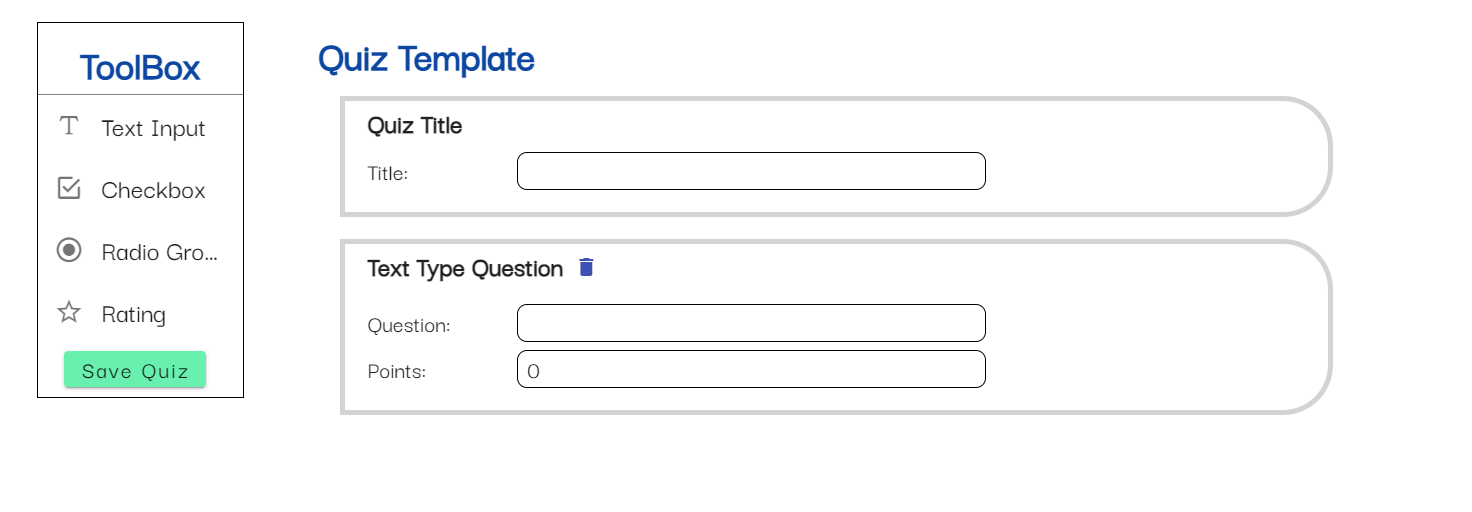 ToolBox
Text Input
Checkbox
Radio Gro...
Rating
Save Quiz
Quiz Template
Quiz Title
Title:
Text Type Question
Question:
Points: 0